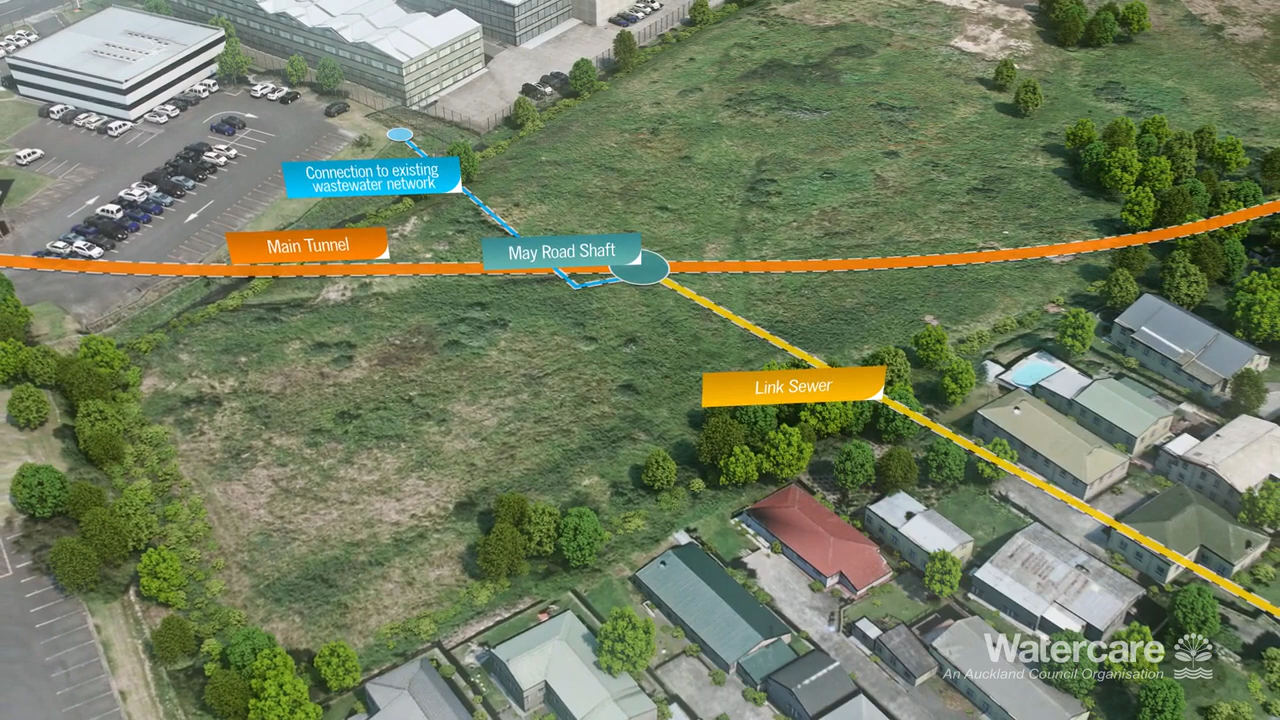 Connection to existing
wastewater network
Main Tunnel
May Road Shaft
Link Sewer
Watercare
An Auckland Council Organisation